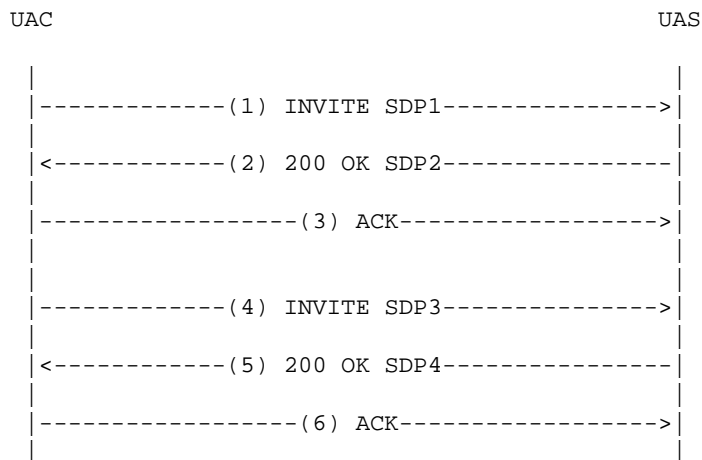 UAC UAS
(1) INVITE SDP1
(2) 200 OK SDP2
(3) ACK
(4) INVITE SDP3
(5) 200 OK SDP4
(6) ACK